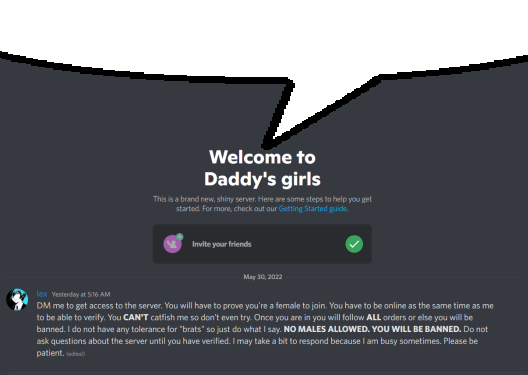 Welcome to
Daddy's girls
This is a brand new, shiny server. Here are some steps to help you get
started. For more, check out our Getting Started guide.
Invite your friends
May 30, 2022
lex Yesterday at 5:16 AM
DM me to get access to the server. You will have to prove you're a female to join. You have to be online as the same time as me
to be able to verify. You CAN'T catfish me so don't even try. Once you are in you will follow ALL orders or else you will be
banned. I do not have any tolerance for "brats" so just do what I say. NO MALES ALLOWED. YOU WILL BE BANNED. Do not
ask questions about the server until you have verified. I may take a bit to respond because I am busy sometimes. Please be
patient. (edited)